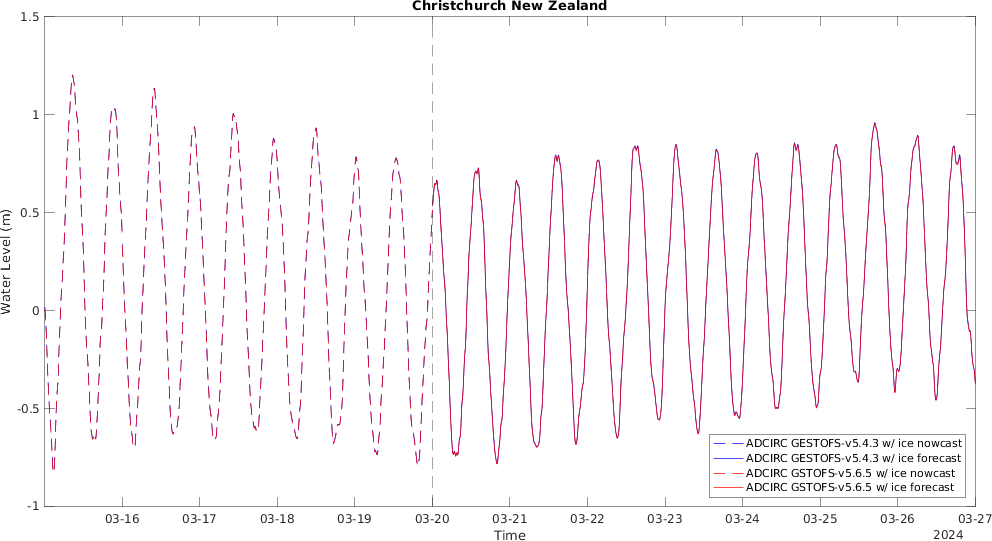 Christchurch New Zealand
1.5
1
0.5
0
-0.5
-1
Water Level (m)
ADCIRC GESTOFS-v5.4.3 w/ ice nowcast
ADCIRC GESTOFS-v5.4.3 w/ ice forecast
ADCIRC GSTOFS-v5.6.5 w/ ice nowcast
ADCIRC GSTOFS-v5.6.5 w/ ice forecast
03-16 03-17 03-18 03-19 03-20 03-21 03-22 03-23 03-24 03-25 03-26 03-27
Time
2024